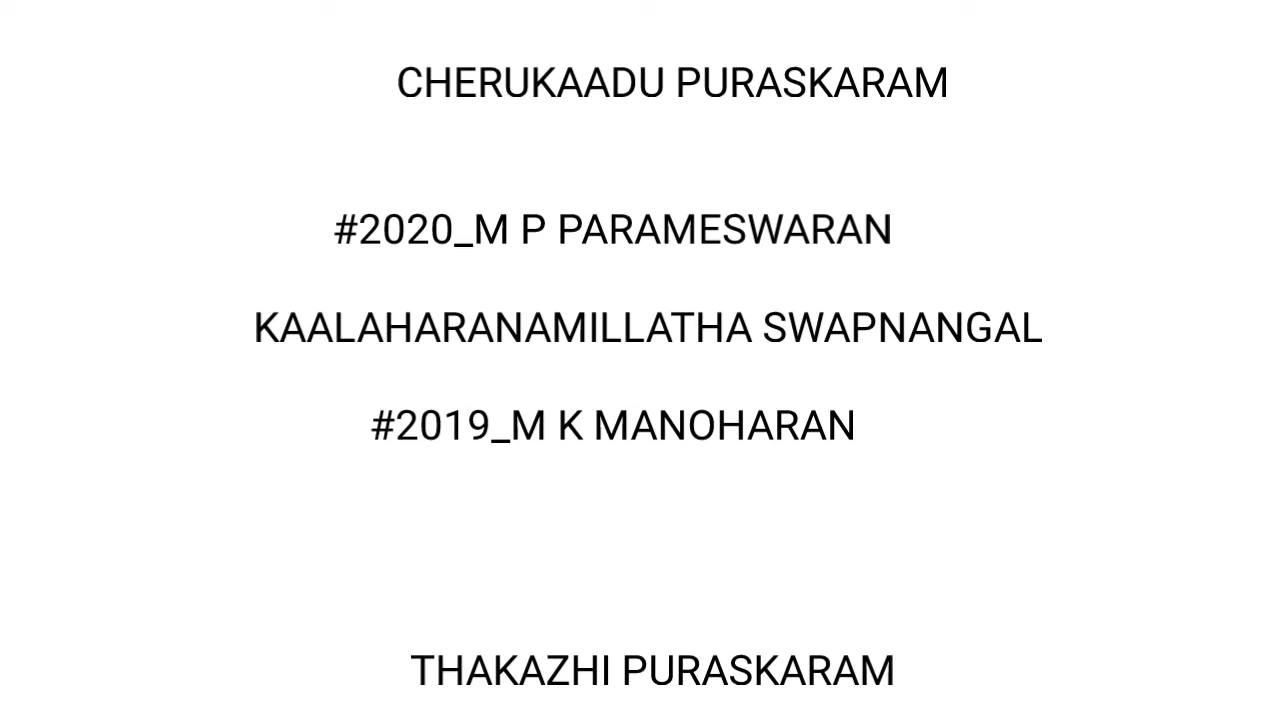 CHERUKAADU PURASKARAM
#2020_M P PARAMESWARAN
KAALAHARANAMILLATHA SWAPNANGAL
#2019_M K MANOHARAN
THAKAZHI PURASKARAM